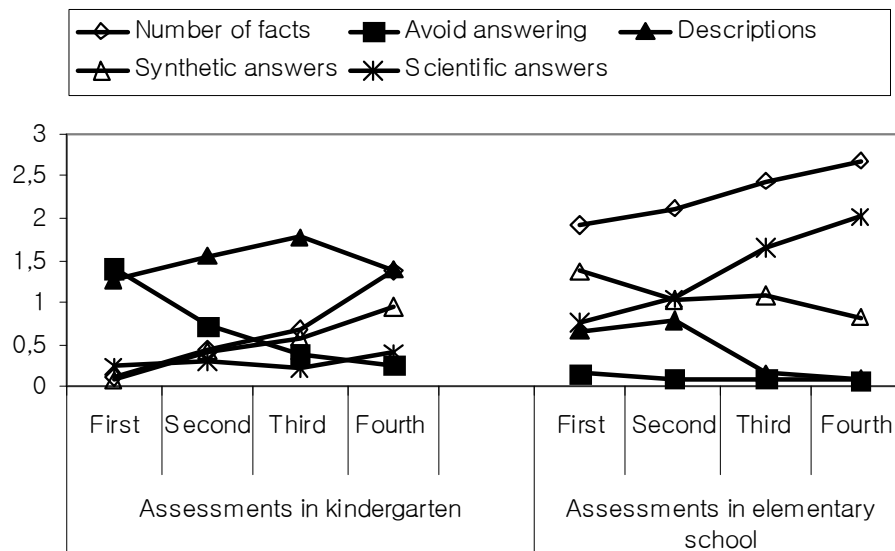 Number of facts Avoid answering Descriptions
Synthetic answers Scientific answers
3
2,5
2
1,5
1
0,5
0
First Second Third Fourth First Second Third Fourth
Assessments in kindergarten Assessments in elementary
school